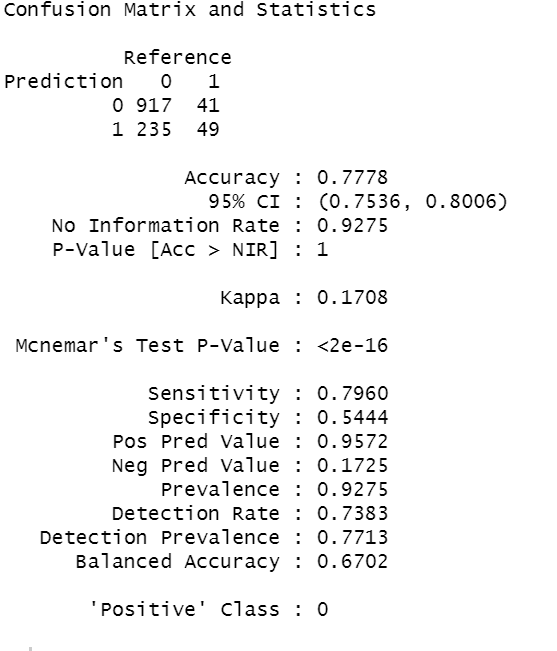 Confusion Matrix and Statistics
Reference
Prediction 0 1
0 917 41
1 235 49
Accuracy : 0.7778
95% CI : (0.7536, 0.8006)
No Information Rate : 0.9275
P-Value [Acc > NIR] : 1
Kappa : 0.1708
Mcnemar's Test P-Value : <2e-16
Sensitivity : 0.7960
Specificity : 0.5444
Pos Pred Value : 0.9572
Neg Pred Value : 0.1725
Prevalence : 0.9275
Detection Rate : 0.7383
Detection Prevalence : 0.7713
Balanced Accuracy : 0.6702
'Positive' Class : 0